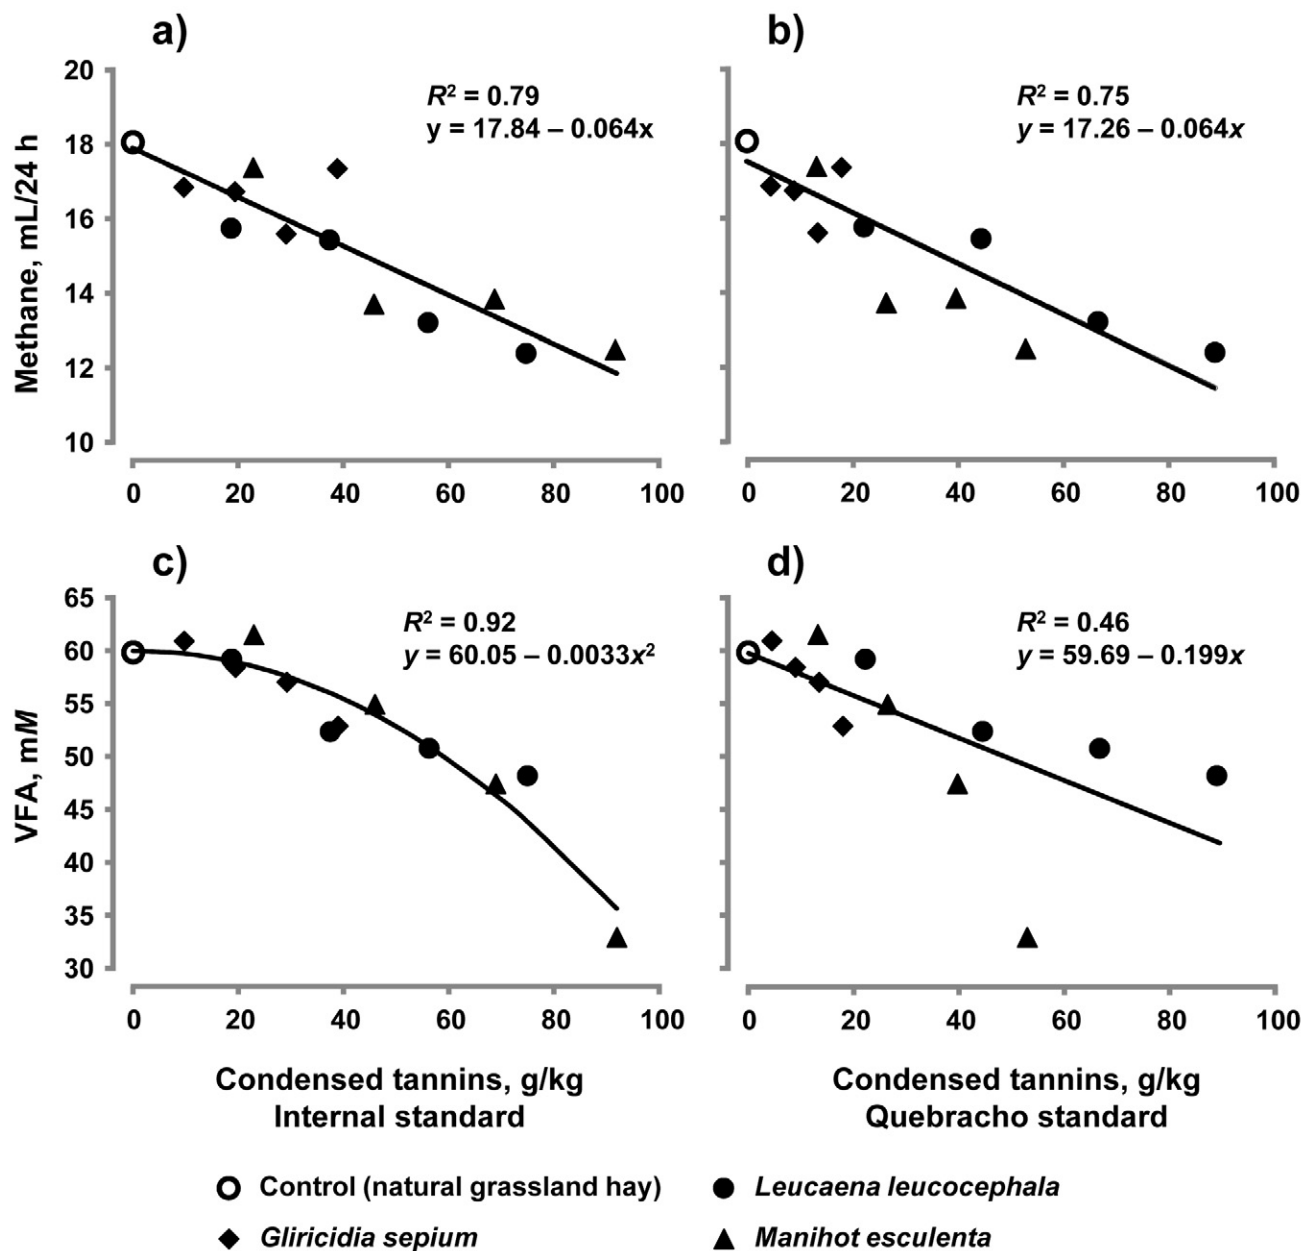 a)
b)
R² = 0.79
y = 17.84 – 0.064x
R² = 0.75
y = 17.26 – 0.064x
Methane, mL/24 h
20
18
16
14
12
10
0 20 40 60 80 100
0 20 40 60 80 100
c)
d)
R² = 0.92
y = 60.05 – 0.0033x²
R² = 0.46
y = 59.69 – 0.199x
VFA, mM
65
60
55
50
45
40
35
30
0 20 40 60 80 100
0 20 40 60 80 100
Condensed tannins, g/kg
Internal standard
Condensed tannins, g/kg
Quebracho standard
Control (natural grassland hay)
Leucaena leucocephala
Gliricidia sepium
Manihot esculenta